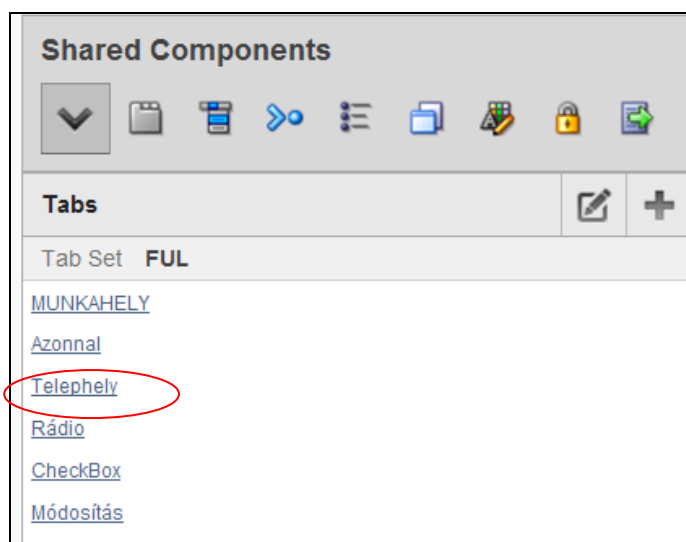 Shared Components
Tabs
Tab Set FUL
MUNKAHELY
Azonnal
Telephely
Rádio
CheckBox
Módosítás